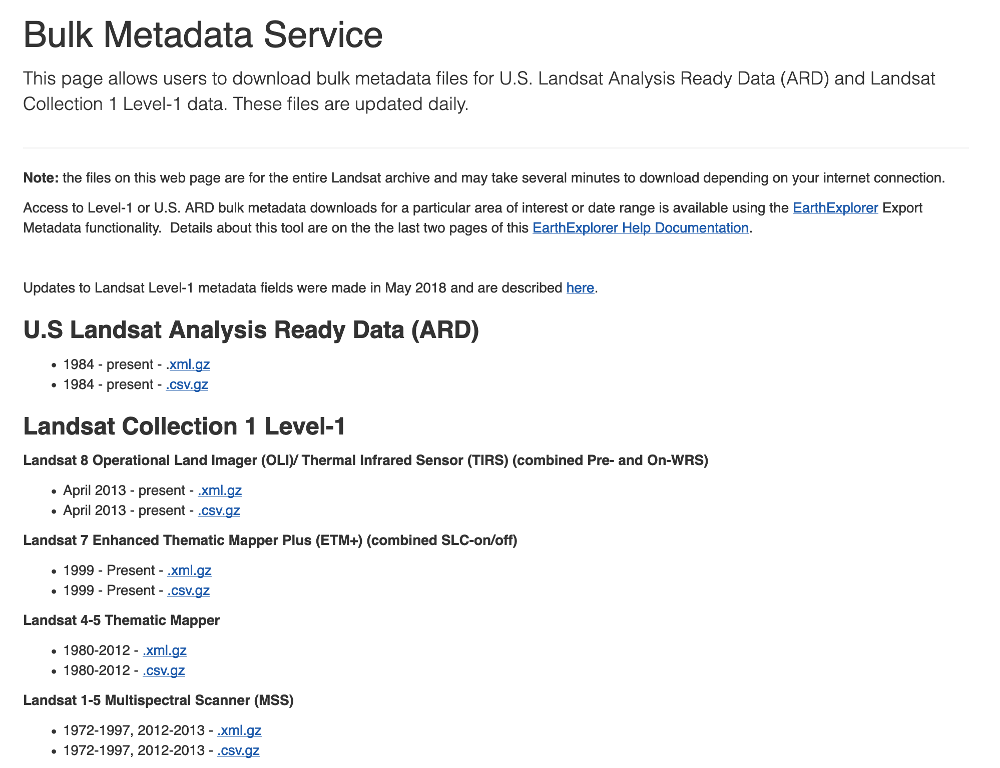 Bulk Metadata Service
This page allows users to download bulk metadata files for U.S. Landsat Analysis Ready Data (ARD) and Landsat
Collection 1 Level-1 data. These files are updated daily.
Note: the files on this web page are for the entire Landsat archive and may take several minutes to download depending on your internet connection.
Access to Level-1 or U.S. ARD bulk metadata downloads for a particular area of interest or date range is available using the EarthExplorer Export
Metadata functionality.  Details about this tool are on the the last two pages of this EarthExplorer Help Documentation.
Updates to Landsat Level-1 metadata fields were made in May 2018 and are described here.
U.S Landsat Analysis Ready Data (ARD)
• 1984 - present - .xml.gz
• 1984 - present - .csv.gz
Landsat Collection 1 Level-1
Landsat 8 Operational Land Imager (OLI)/ Thermal Infrared Sensor (TIRS) (combined Pre- and On-WRS)
• April 2013 - present - .xml.gz
• April 2013 - present - .csv.gz
Landsat 7 Enhanced Thematic Mapper Plus (ETM+) (combined SLC-on/off)
• 1999 - Present - .xml.gz
• 1999 - Present - .csv.gz
Landsat 4-5 Thematic Mapper
• 1980-2012 - .xml.gz
• 1980-2012 - .csv.gz
Landsat 1-5 Multispectral Scanner (MSS)
• 1972-1997, 2012-2013 - .xml.gz
• 1972-1997, 2012-2013 - .csv.gz